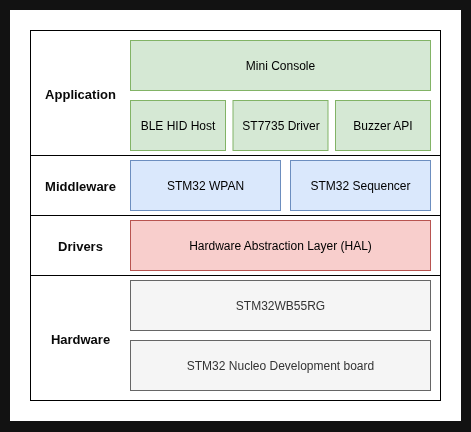 Application
Mini Console
BLE HID Host
ST7735 Driver
Buzzer API
Middleware
STM32 WPAN
STM32 Sequencer
Drivers
Hardware Abstraction Layer (HAL)
Hardware
STM32WB55RG
STM32 Nucleo Development board